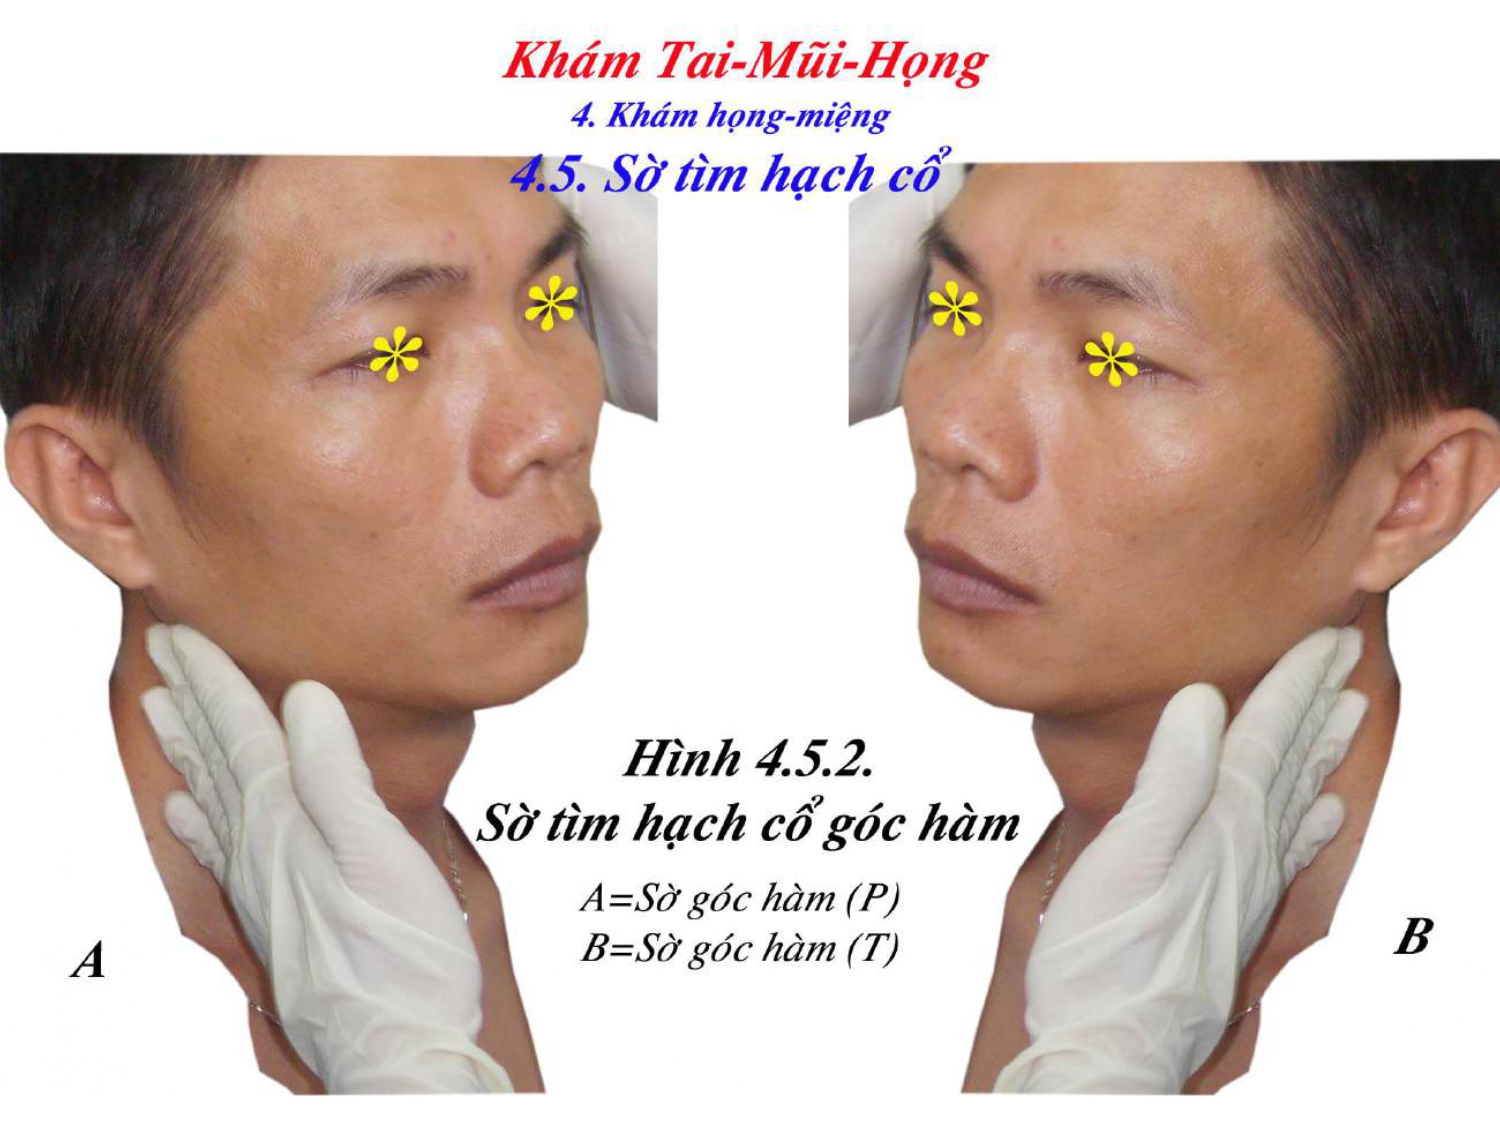 Khám Tai-Mũi-Họng
4. Khám họng-miệng
4.5. Sờ tìm hạch cổ
Hình 4.5.2.
Sờ tìm hạch cổ góc hàm
A=Sờ góc hàm (P)
B=Sờ góc hàm (T)
A
B